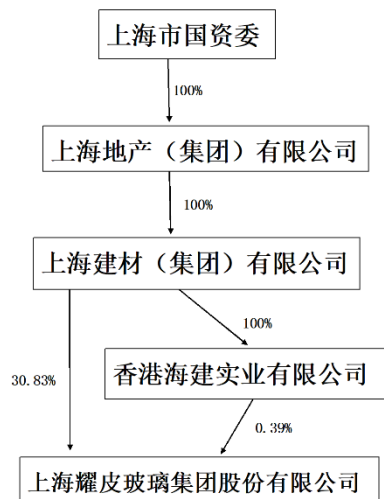 上海市国资委
100%
上海地产（集团）有限公司
100%
上海建材（集团）有限公司
100%
30.83%
香港海建实业有限公司
0.39%
上海耀皮玻璃集团股份有限公司